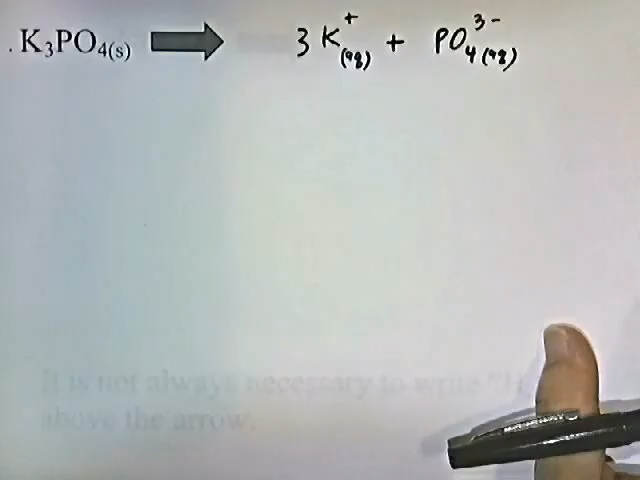 . K₃PO₄(s) 3 K⁺(aq) + PO₄³⁻(aq)
It is not always necessary to write "H
above the arrow.